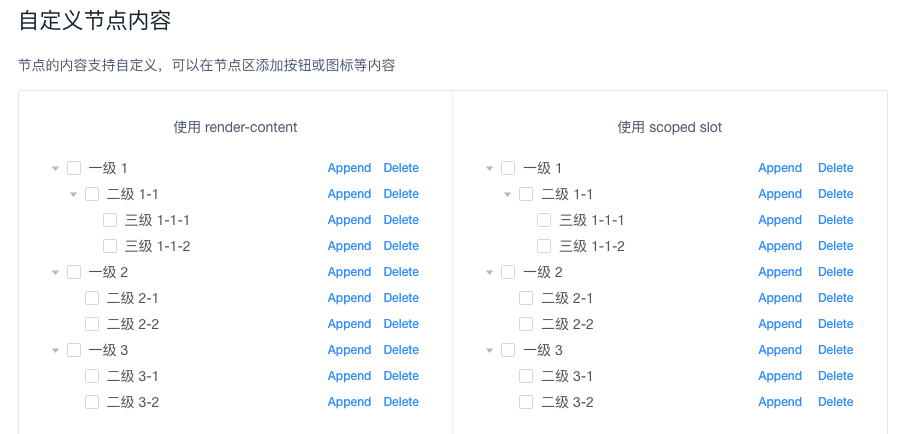 自定义节点内容
节点的内容支持自定义，可以在节点区添加按钮或图标等内容
使用 render-content
一级 1 Append Delete
二级 1-1 Append Delete
三级 1-1-1 Append Delete
三级 1-1-2 Append Delete
一级 2 Append Delete
二级 2-1 Append Delete
二级 2-2 Append Delete
一级 3 Append Delete
二级 3-1 Append Delete
二级 3-2 Append Delete
使用 scoped slot
一级 1 Append Delete
二级 1-1 Append Delete
三级 1-1-1 Append Delete
三级 1-1-2 Append Delete
一级 2 Append Delete
二级 2-1 Append Delete
二级 2-2 Append Delete
一级 3 Append Delete
二级 3-1 Append Delete
二级 3-2 Append Delete